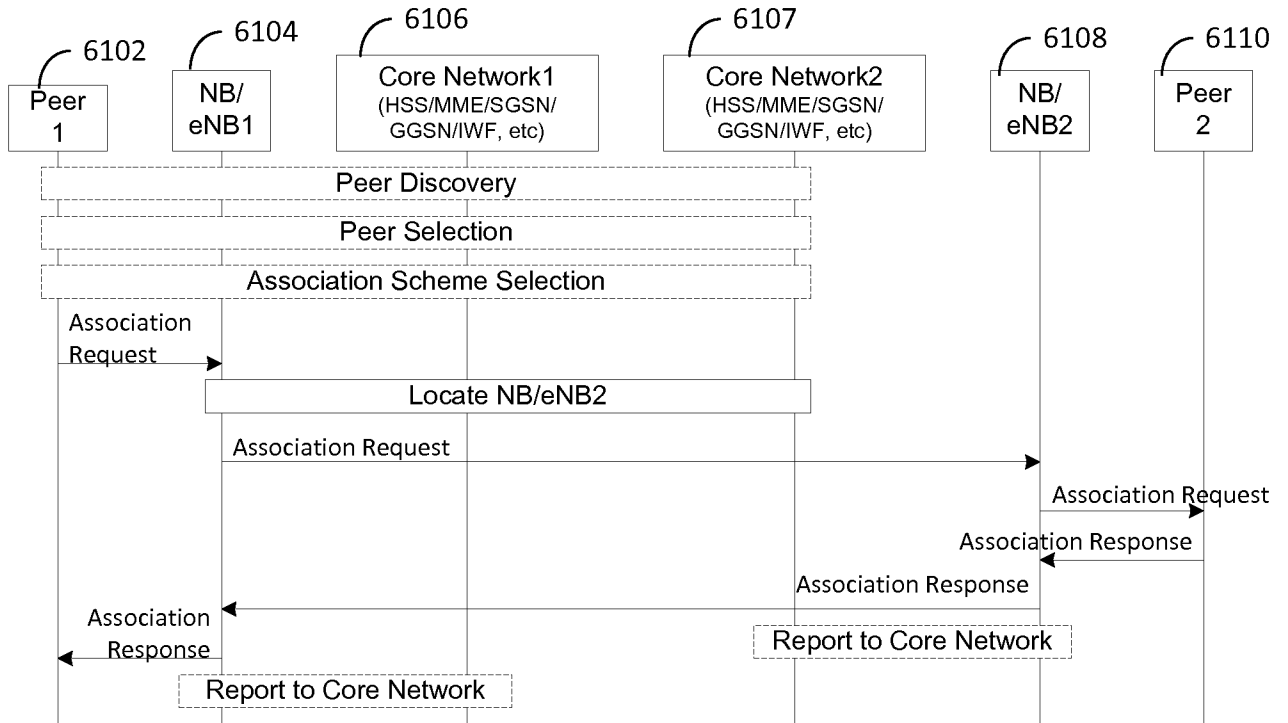 6102
6104
6106
6107
6108
6110
Peer
1
NB/
eNB1
Core Network1
(HSS/MME/SGSN/
GGSN/IWF, etc)
Core Network2
(HSS/MME/SGSN/
GGSN/IWF, etc)
NB/
eNB2
Peer
2
Peer Discovery
Peer Selection
Association Scheme Selection
Association
Request
Locate NB/eNB2
Association Request
Association Request
Association Response
Association Response
Association
Response
Report to Core Network
Report to Core Network